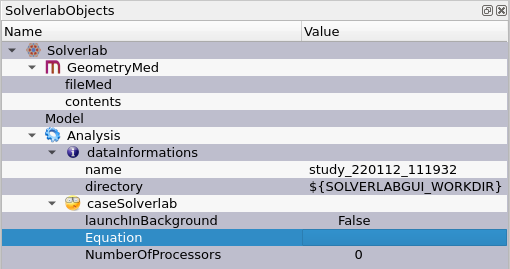 SolverlabObjects
Name Value
Solverlab
GeometryMed
fileMed
contents
Model
Analysis
dataInformations
name study_220112_111932
directory ${SOLVERLABGUI_WORKDIR}
caseSolverlab
launchInBackground False
Equation
NumberOfProcessors 0